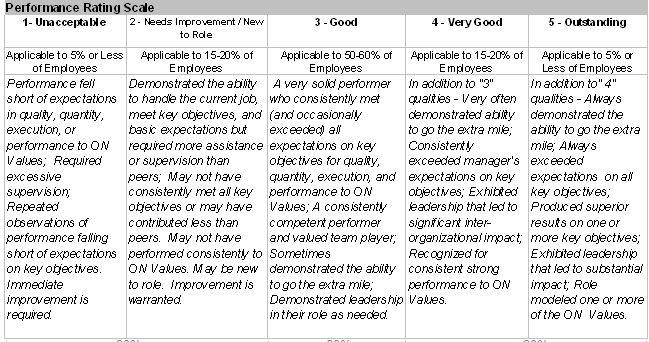 Performance Rating Scale
1- Unacceptable
2 - Needs Improvement / New
to Role
3 - Good
4 - Very Good
5 - Outstanding
Applicable to 5% or Less
of Employees
Applicable to 15-20% of
Employees
Applicable to 50-60% of
Employees
Applicable to 15-20% of
Employees
Applicable to 5% or
Less of Employees
Performance fell
short of expectations
in quality, quantity,
execution, or
performance to ON
Values; Required
excessive
supervision;
Repeated
observations of
performance falling
short of expectations
on key objectives.
Immediate
improvement is
required.
Demonstrated the ability
to handle the current job,
meet key objectives, and
basic expectations but
required more assistance
or supervision than
peers; May not have
consistently met all key
objectives or may have
contributed less than
peers. May not have
performed consistently to
ON Values. May be new
to role. Improvement is
warranted.
A very solid performer
who consistently met
(and occasionally
exceeded) all
expectations on key
objectives for quality,
quantity, execution, and
performance to ON
Values; A consistently
competent performer
and valued team player;
Sometimes
demonstrated the ability
to go the extra mile;
Demonstrated leadership
in their role as needed.
In addition to "3"
qualities - Very often
demonstrated ability
to go the extra mile;
Consistently
exceeded manager's
expectations on key
objectives; Exhibited
leadership that led to
significant inter-
organizational impact;
Recognized for
consistent strong
performance to ON
Values.
In addition to " 4"
qualities - Always
demonstrated the
ability to go the extra
mile; Always
exceeded
expectations on all
key objectives;
Produced superior
results on one or
more key objectives;
Exhibited leadership
that led to substantial
impact; Role
modeled one or more
of the ON Values.